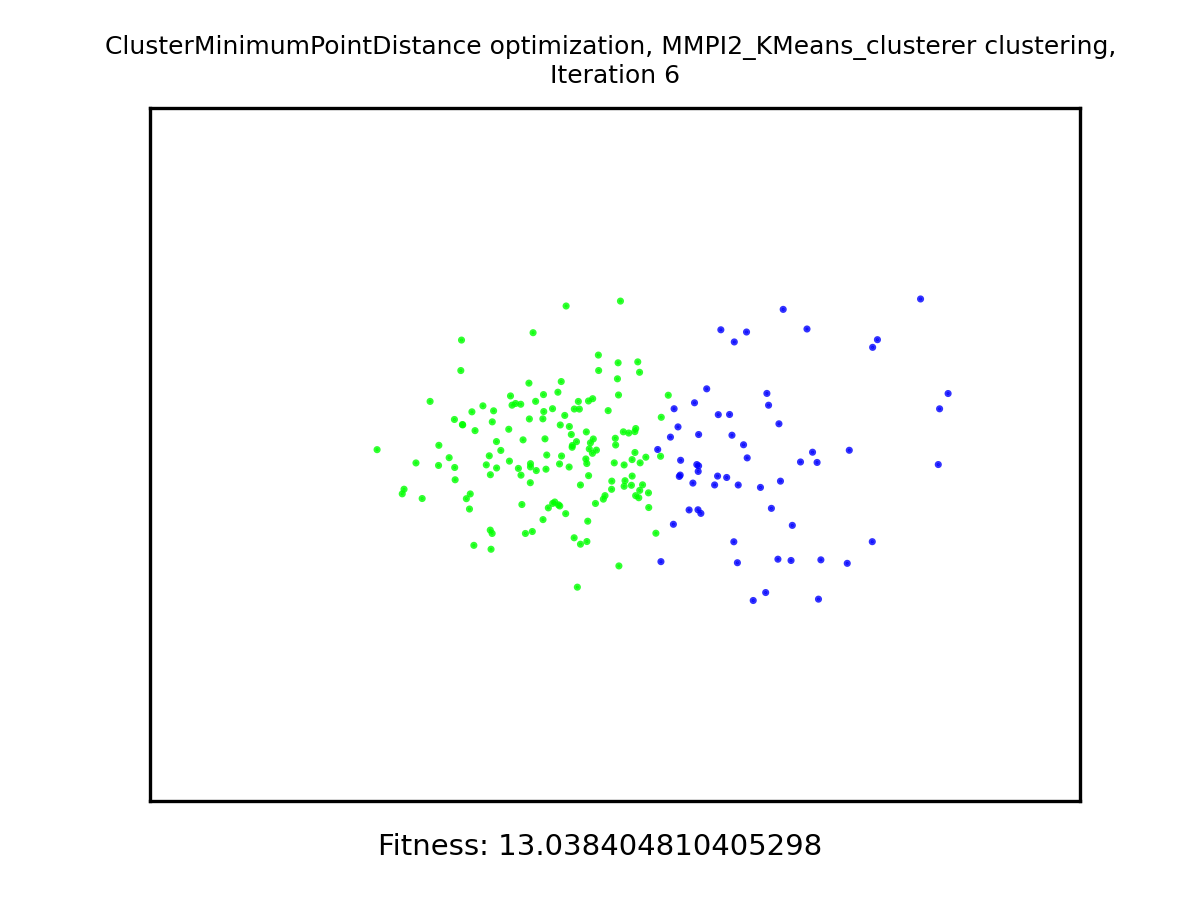 ClusterMinimumPointDistance optimization, MMPI2_KMeans_clusterer clustering,
Iteration 6
Fitness: 13.038404810405298